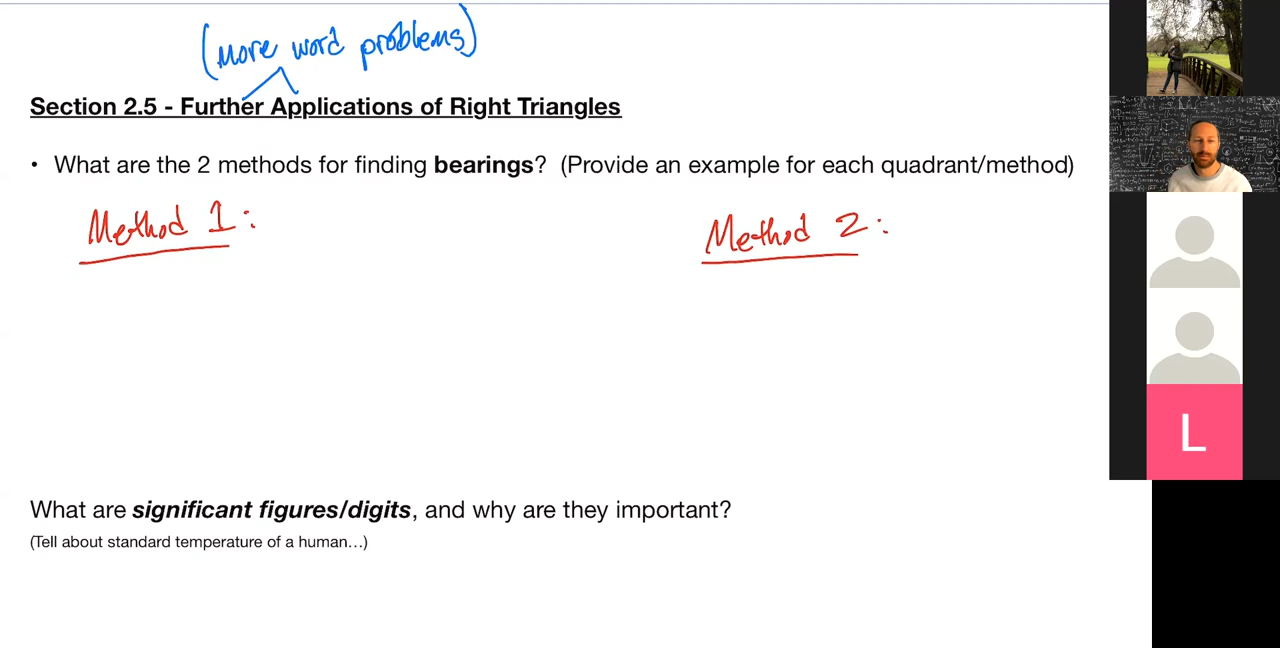 (more word problems)
Section 2.5 - Further Applications of Right Triangles
• What are the 2 methods for finding bearings? (Provide an example for each quadrant/method)
Method 1:
Method 2:
What are significant figures/digits, and why are they important?
(Tell about standard temperature of a human…)
L